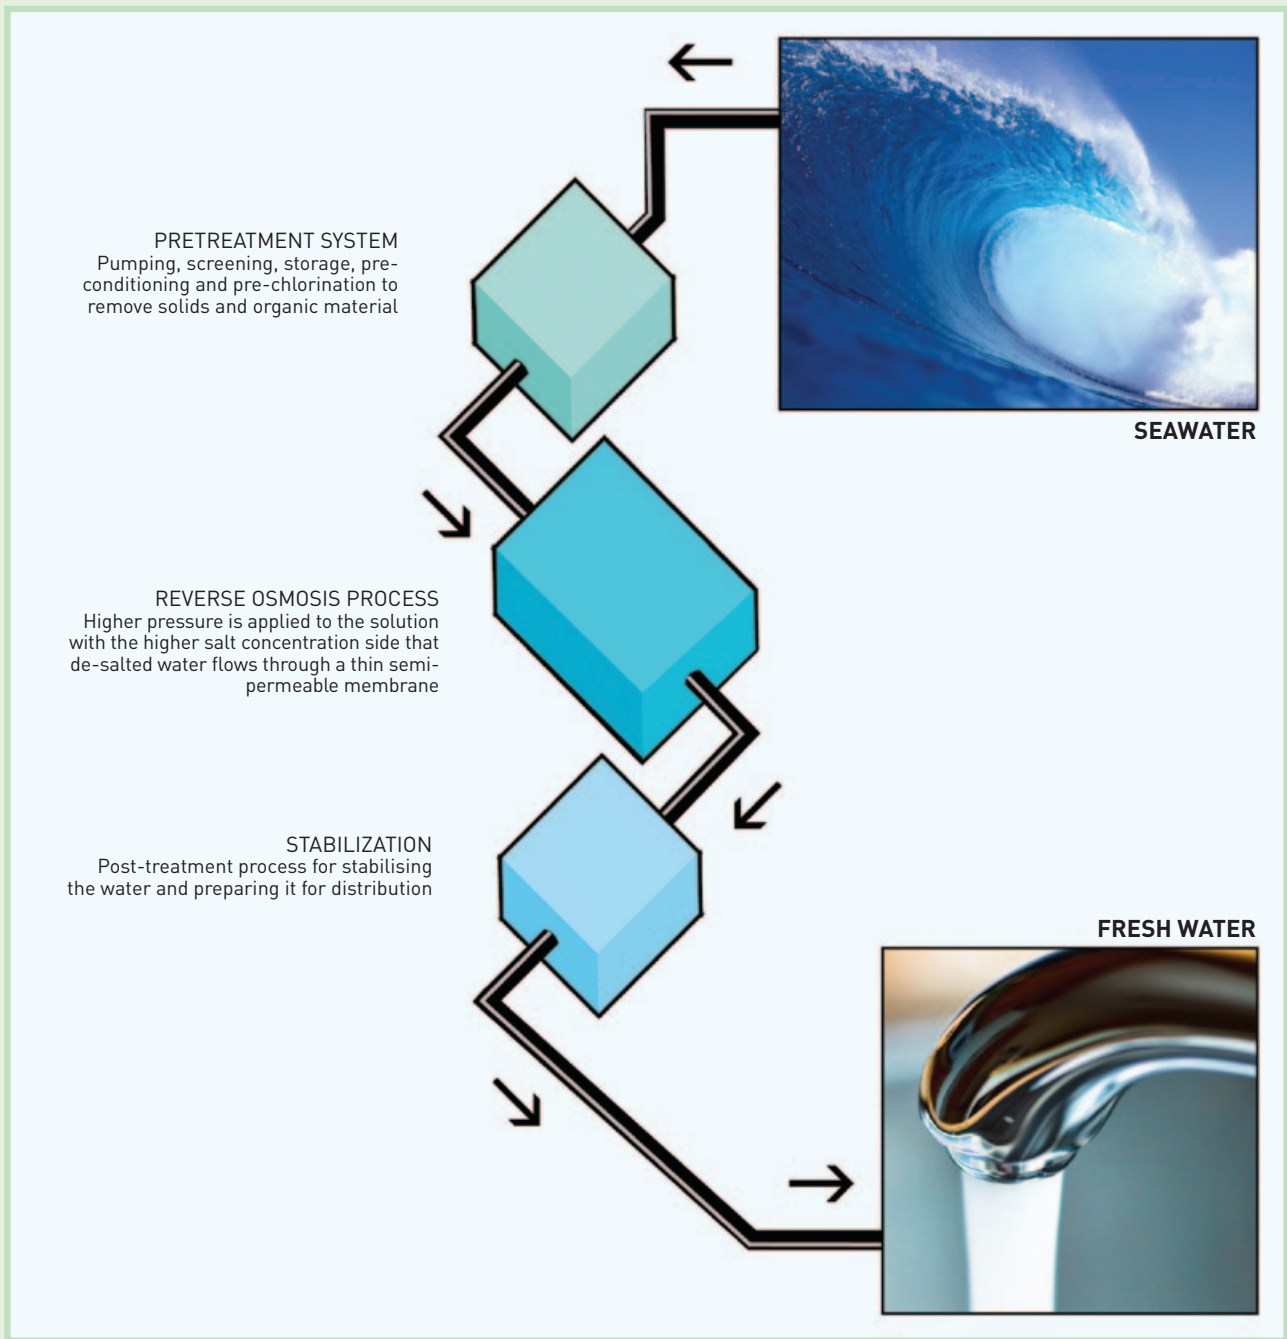 PRETREATMENT SYSTEM
Pumping, screening, storage, pre-
conditioning and pre-chlorination to
remove solids and organic material
SEAWATER
REVERSE OSMOSIS PROCESS
Higher pressure is applied to the solution
with the higher salt concentration side that
de-salted water flows through a thin semi-
permeable membrane
STABILIZATION
Post-treatment process for stabilising
the water and preparing it for distribution
FRESH WATER